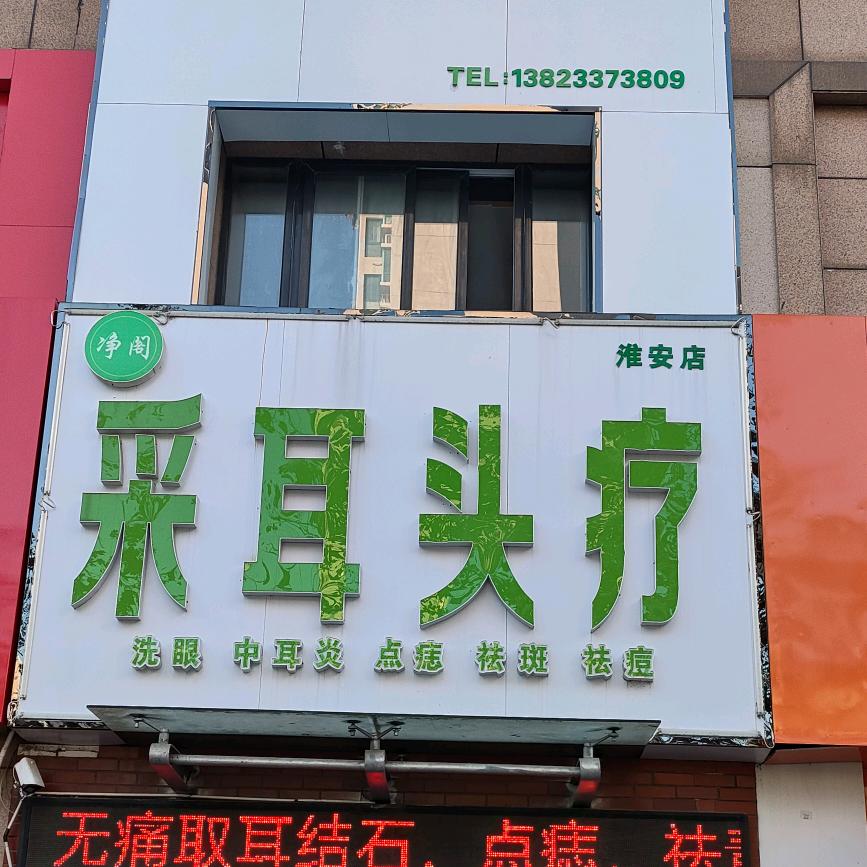 TEL:13823373809
净阁
淮安店
采耳头疗
洗眼 中耳炎 点痣 祛斑 祛痘
无痛取耳结石、点痣、祛